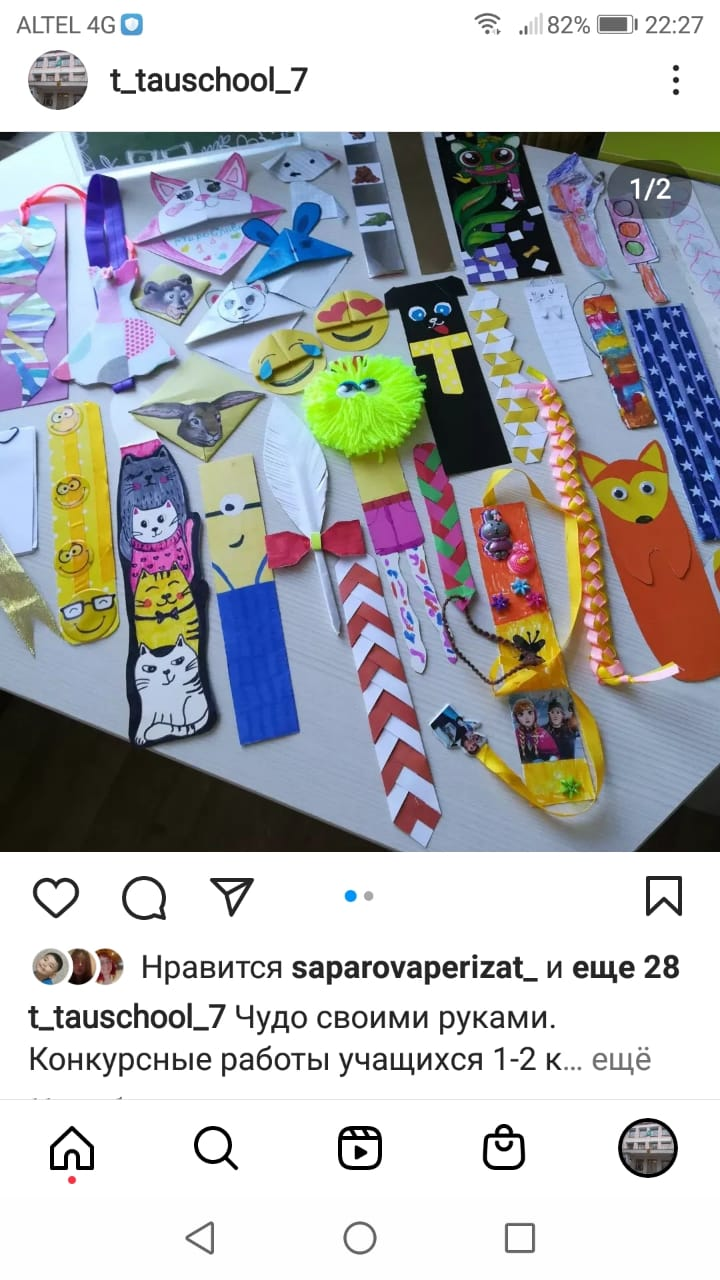 ALTEL 4G 82% 22:27
t_tauschool_7
1/2
T
Нравится saparovaperizat_ и еще 28
t_tauschool_7 Чудо своими руками.
Конкурсные работы учащихся 1-2 к... ещё